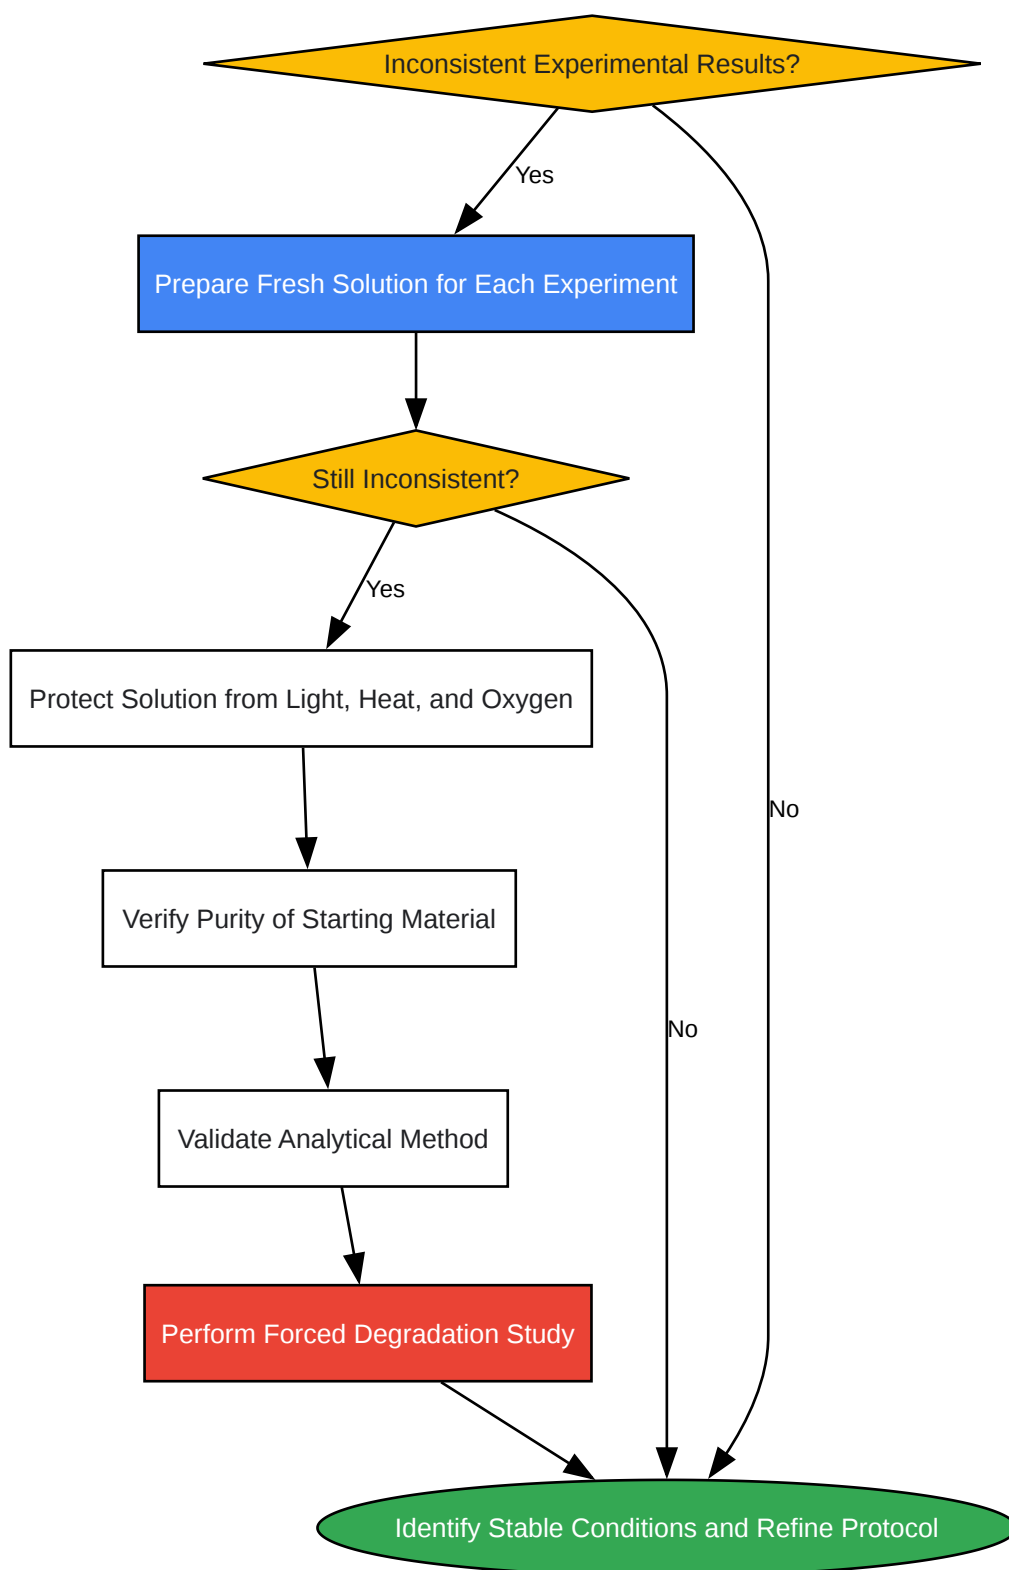 Inconsistent Experimental Results?
Yes
Prepare Fresh Solution for Each Experiment
Still Inconsistent?
Yes
Protect Solution from Light, Heat, and Oxygen
No
Verify Purity of Starting Material
No
Validate Analytical Method
Perform Forced Degradation Study
Identify Stable Conditions and Refine Protocol